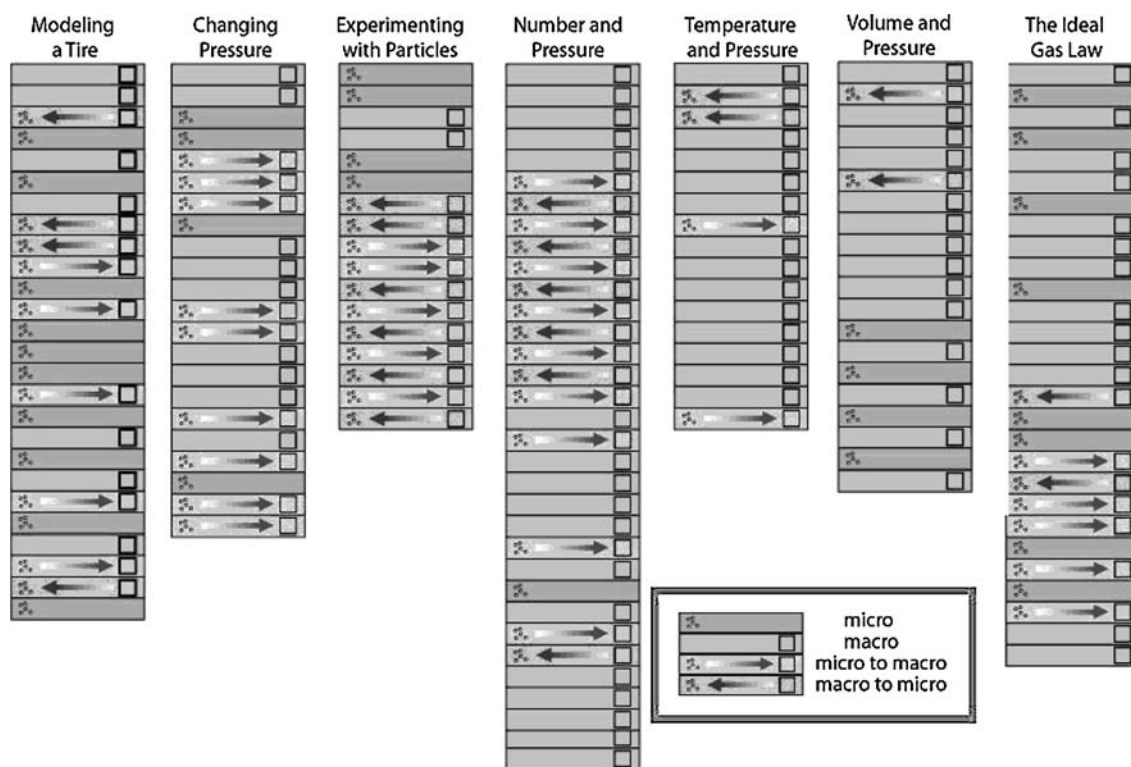 Modeling
a Tire
Changing
Pressure
Experimenting
with Particles
Number and
Pressure
Temperature
and Pressure
Volume and
Pressure
The Ideal
Gas Law
micro
macro
micro to macro
macro to micro